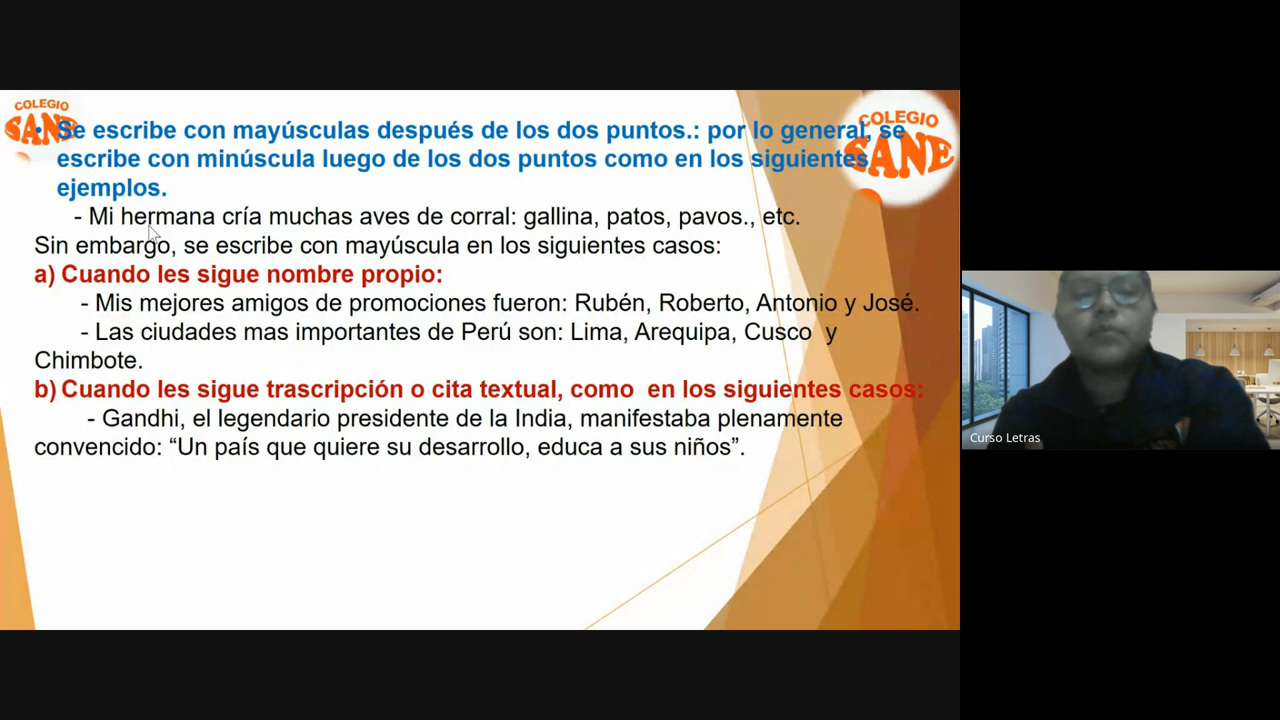 COLEGIO
SANE
COLEGIO
SANE
• Se escribe con mayúsculas después de los dos puntos.: por lo general, se
escribe con minúscula luego de los dos puntos como en los siguientes
ejemplos.
- Mi hermana cría muchas aves de corral: gallina, patos, pavos., etc.
Sin embargo, se escribe con mayúscula en los siguientes casos:
a) Cuando les sigue nombre propio:
- Mis mejores amigos de promociones fueron: Rubén, Roberto, Antonio y José.
- Las ciudades mas importantes de Perú son: Lima, Arequipa, Cusco y
Chimbote.
b) Cuando les sigue trascripción o cita textual, como en los siguientes casos:
- Gandhi, el legendario presidente de la India, manifestaba plenamente
convencido: “Un país que quiere su desarrollo, educa a sus niños”.
Curso Letras